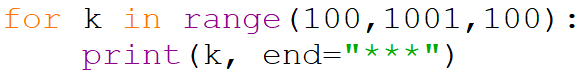 for k in range(100,1001,100):
    print(k, end="***")